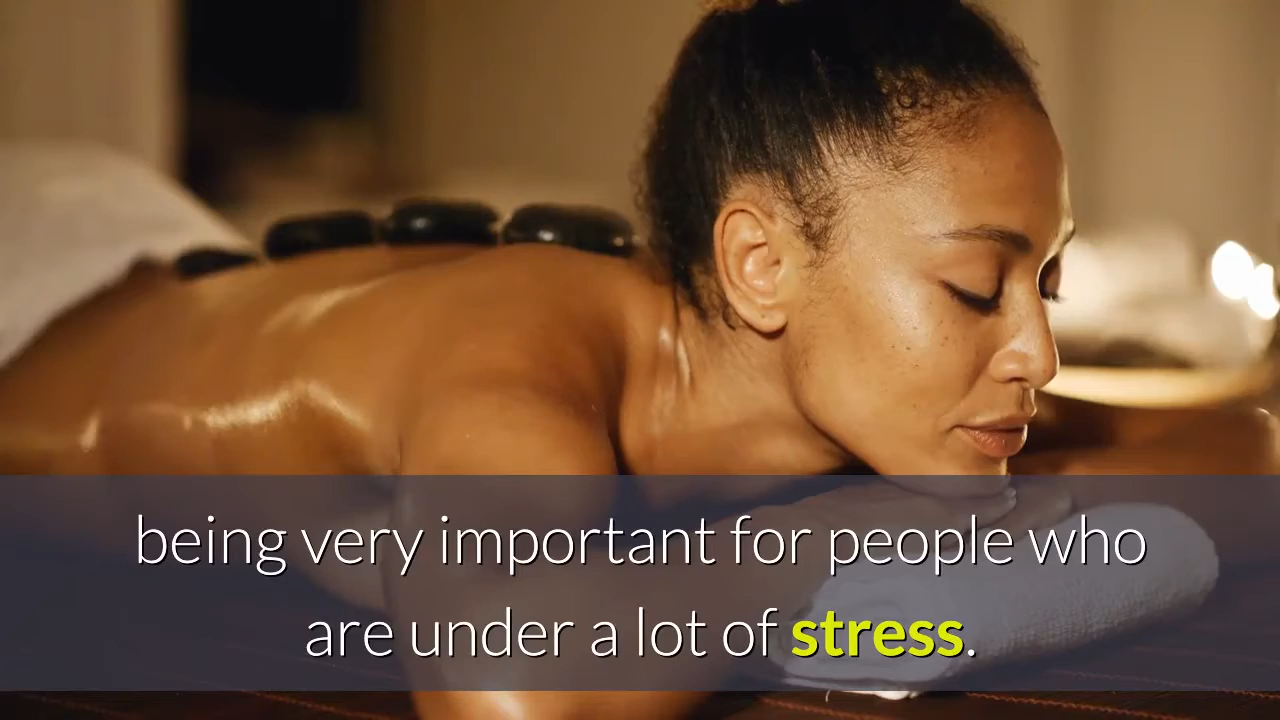 being very important for people who
are under a lot of stress.